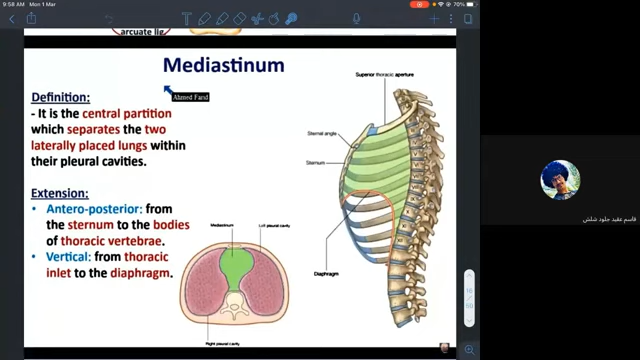 9:58 AM Mon 1 Mar
70%
arcuate lig
Mediastinum
Ahmed Farid
Definition:
- It is the central partition
which separates the two
laterally placed lungs within
their pleural cavities.
Extension:
• Antero-posterior: from
the sternum to the bodies
of thoracic vertebrae.
• Vertical: from thoracic
inlet to the diaphragm.
Mediastinum
Left pleural cavity
Right pleural cavity
Superior thoracic aperture
Sternal angle
Sternum
Diaphragm
قاسم عقيد جلود شلش